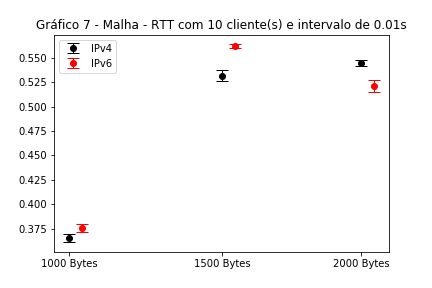 Gráfico 7 - Malha - RTT com 10 cliente(s) e intervalo de 0.01s
IPv4
IPv6
0.550
0.525
0.500
0.475
0.450
0.425
0.400
0.375
1000 Bytes
1500 Bytes
2000 Bytes